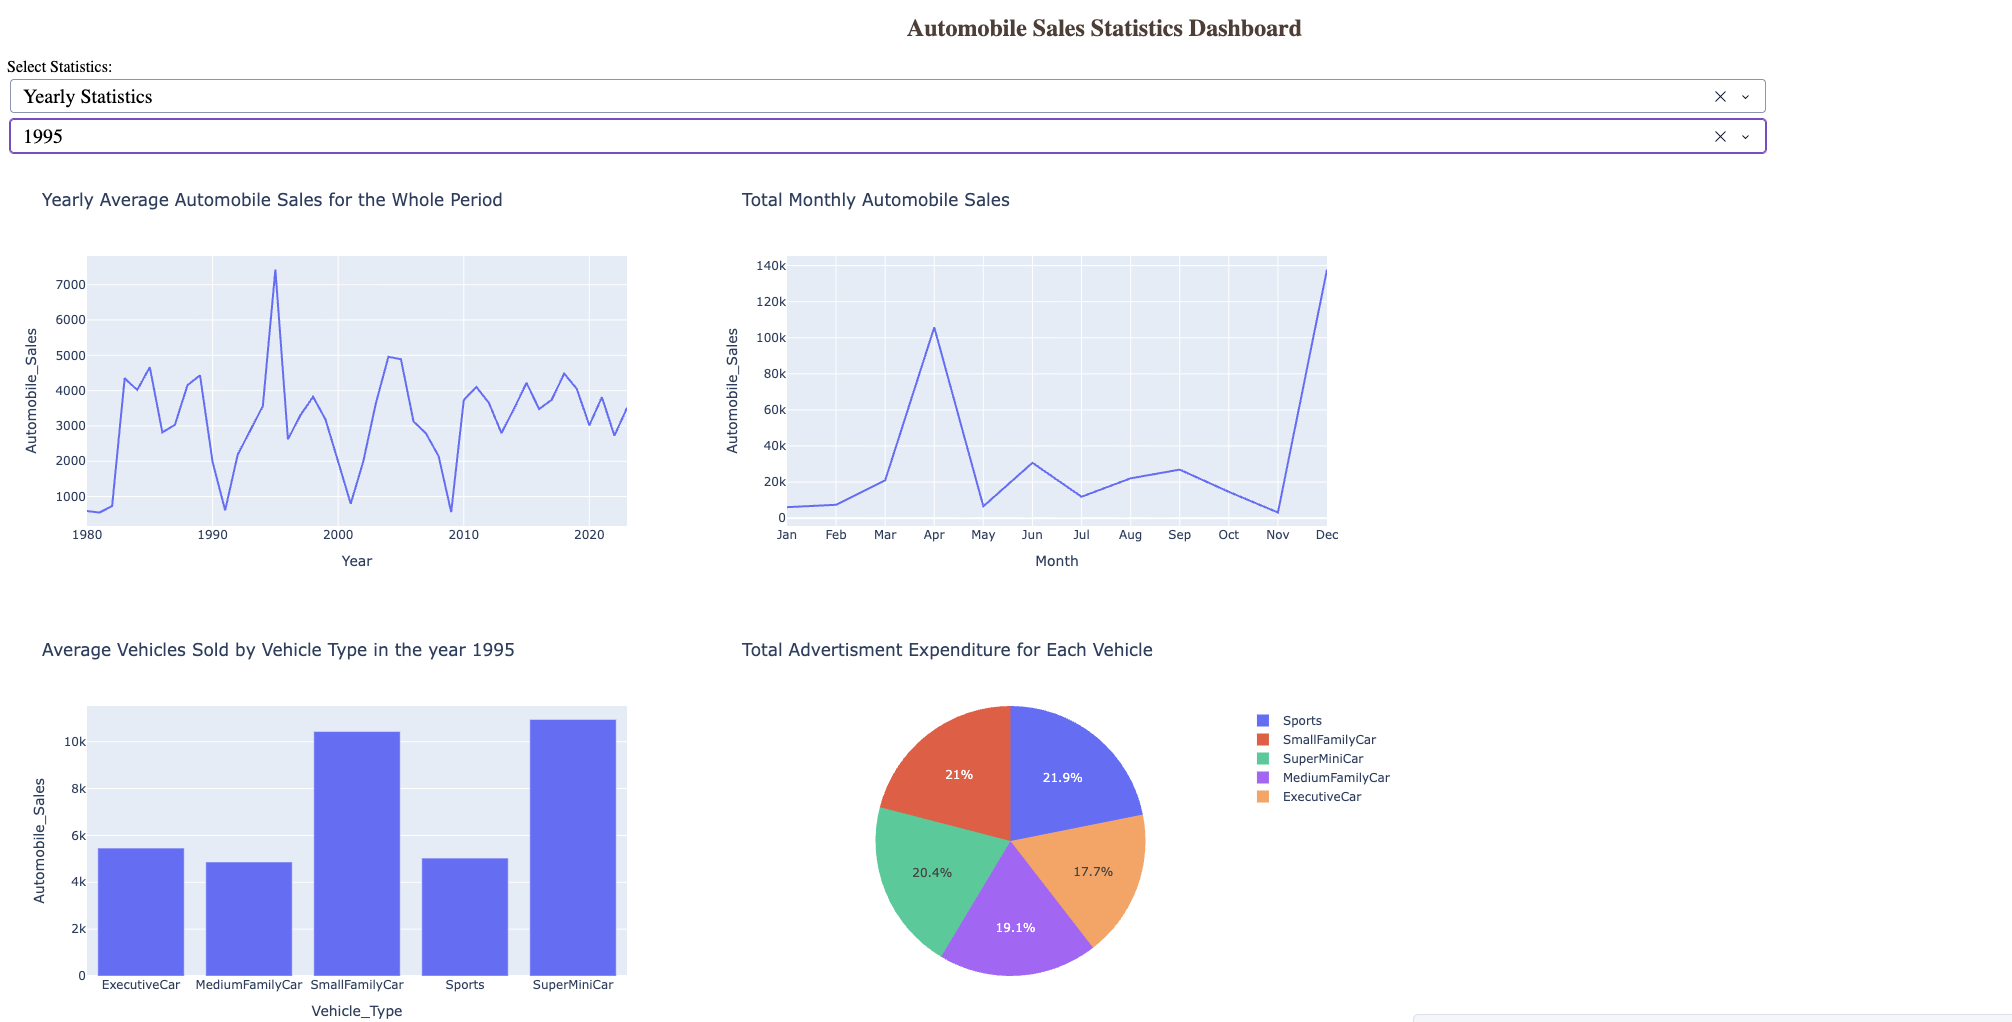 Automobile Sales Statistics Dashboard
Select Statistics:
Yearly Statistics
1995
Yearly Average Automobile Sales for the Whole Period
Automobile_Sales
7000
6000
5000
4000
3000
2000
1000
1980 1990 2000 2010 2020
Year
Total Monthly Automobile Sales
Automobile_Sales
140k
120k
100k
80k
60k
40k
20k
0
Jan Feb Mar Apr May Jun Jul Aug Sep Oct Nov Dec
Month
Average Vehicles Sold by Vehicle Type in the year 1995
Automobile_Sales
10k
8k
6k
4k
2k
0
ExecutiveCar MediumFamilyCar SmallFamilyCar Sports SuperMiniCar
Vehicle_Type
Total Advertisment Expenditure for Each Vehicle
21% 21.9%
20.4% 17.7%
19.1%
Sports
SmallFamilyCar
SuperMiniCar
MediumFamilyCar
ExecutiveCar